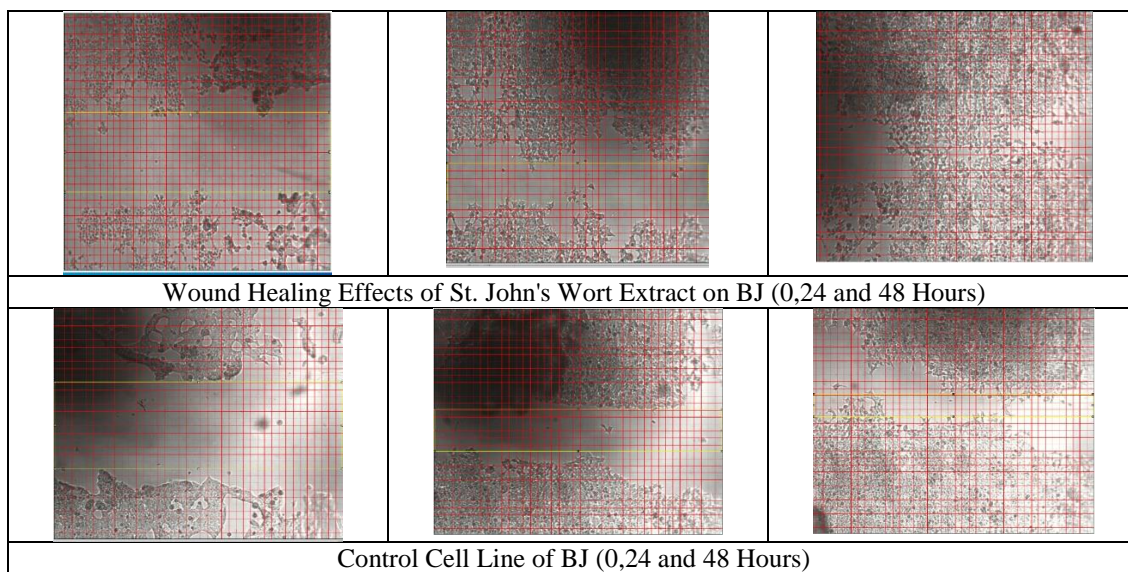 Wound Healing Effects of St. John's Wort Extract on BJ (0,24 and 48 Hours)
Control Cell Line of BJ (0,24 and 48 Hours)